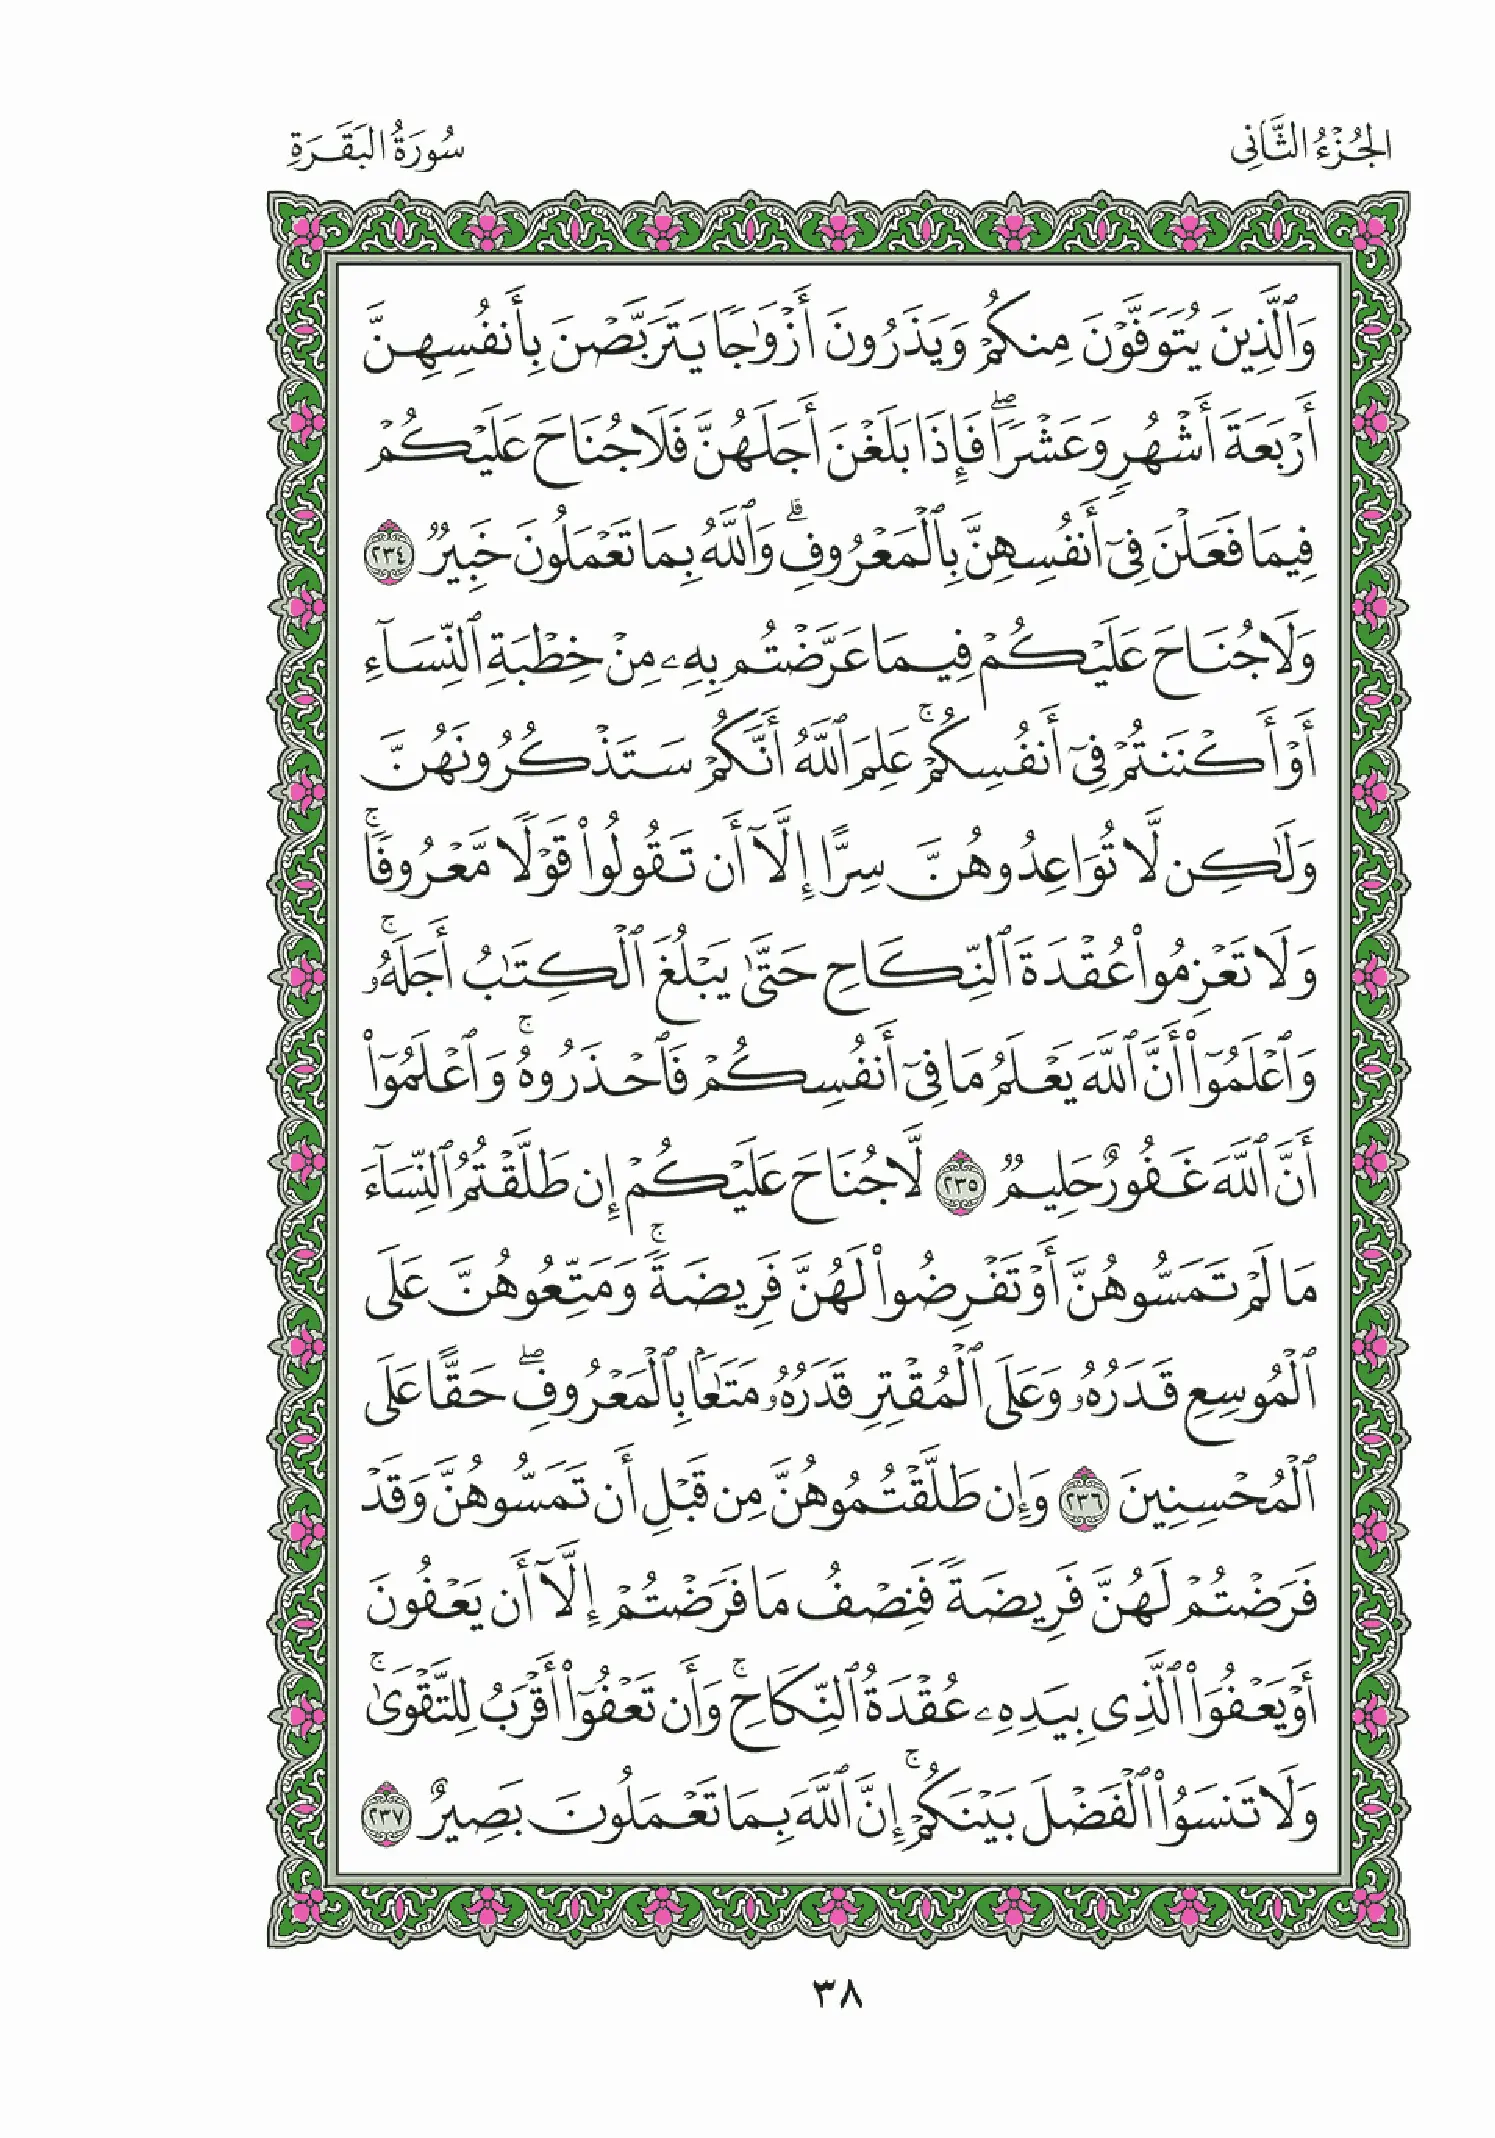 الجُزْءُ الثَّانِي
سُورَةُ البَقَرَةِ
وَٱلَّذِينَ يُتَوَفَّوْنَ مِنكُمْ وَيَذَرُونَ أَزْوَٰجًا يَتَرَبَّصْنَ بِأَنفُسِهِنَّ
أَرْبَعَةَ أَشْهُرٍ وَعَشْرًا ۖ فَإِذَا بَلَغْنَ أَجَلَهُنَّ فَلَا جُنَاحَ عَلَيْكُمْ
فِيمَا فَعَلْنَ فِىٓ أَنفُسِهِنَّ بِٱلْمَعْرُوفِ ۗ وَٱللَّهُ بِمَا تَعْمَلُونَ خَبِيرٌ ٢٣٤
وَلَا جُنَاحَ عَلَيْكُمْ فِيمَا عَرَّضْتُم بِهِۦ مِنْ خِطْبَةِ ٱلنِّسَآءِ
أَوْ أَكْنَنتُمْ فِىٓ أَنفُسِكُمْ ۚ عَلِمَ ٱللَّهُ أَنَّكُمْ سَتَذْكُرُونَهُنَّ
وَلَٰكِن لَّا تُوَاعِدُوهُنَّ سِرًّا إِلَّآ أَن تَقُولُوا۟ قَوْلًا مَّعْرُوفًا ۚ
وَلَا تَعْزِمُوا۟ عُقْدَةَ ٱلنِّكَاحِ حَتَّىٰ يَبْلُغَ ٱلْكِتَٰبُ أَجَلَهُۥ ۚ
وَٱعْلَمُوٓا۟ أَنَّ ٱللَّهَ يَعْلَمُ مَا فِىٓ أَنفُسِكُمْ فَٱحْذَرُوهُ ۚ وَٱعْلَمُوٓا۟
أَنَّ ٱللَّهَ غَفُورٌ حَلِيمٌ ٢٣٥ لَّا جُنَاحَ عَلَيْكُمْ إِن طَلَّقْتُمُ ٱلنِّسَآءَ
مَا لَمْ تَمَسُّوهُنَّ أَوْ تَفْرِضُوا۟ لَهُنَّ فَرِيضَةً ۚ وَمَتِّعُوهُنَّ عَلَى
ٱلْمُوسِعِ قَدَرُهُۥ وَعَلَى ٱلْمُقْتِرِ قَدَرُهُۥ مَتَٰعًۢا بِٱلْمَعْرُوفِ ۖ حَقًّا عَلَى
ٱلْمُحْسِنِينَ ٢٣٦ وَإِن طَلَّقْتُمُوهُنَّ مِن قَبْلِ أَن تَمَسُّوهُنَّ وَقَدْ
فَرَضْتُمْ لَهُنَّ فَرِيضَةً فَنِصْفُ مَا فَرَضْتُمْ إِلَّآ أَن يَعْفُونَ
أَوْ يَعْفُوَا۟ ٱلَّذِى بِيَدِهِۦ عُقْدَةُ ٱلنِّكَاحِ ۚ وَأَن تَعْفُوٓا۟ أَقْرَبُ لِلتَّقْوَىٰ ۚ
وَلَا تَنسَوُا۟ ٱلْفَضْلَ بَيْنَكُمْ ۚ إِنَّ ٱللَّهَ بِمَا تَعْمَلُونَ بَصِيرٌ ٢٣٧
٣٨